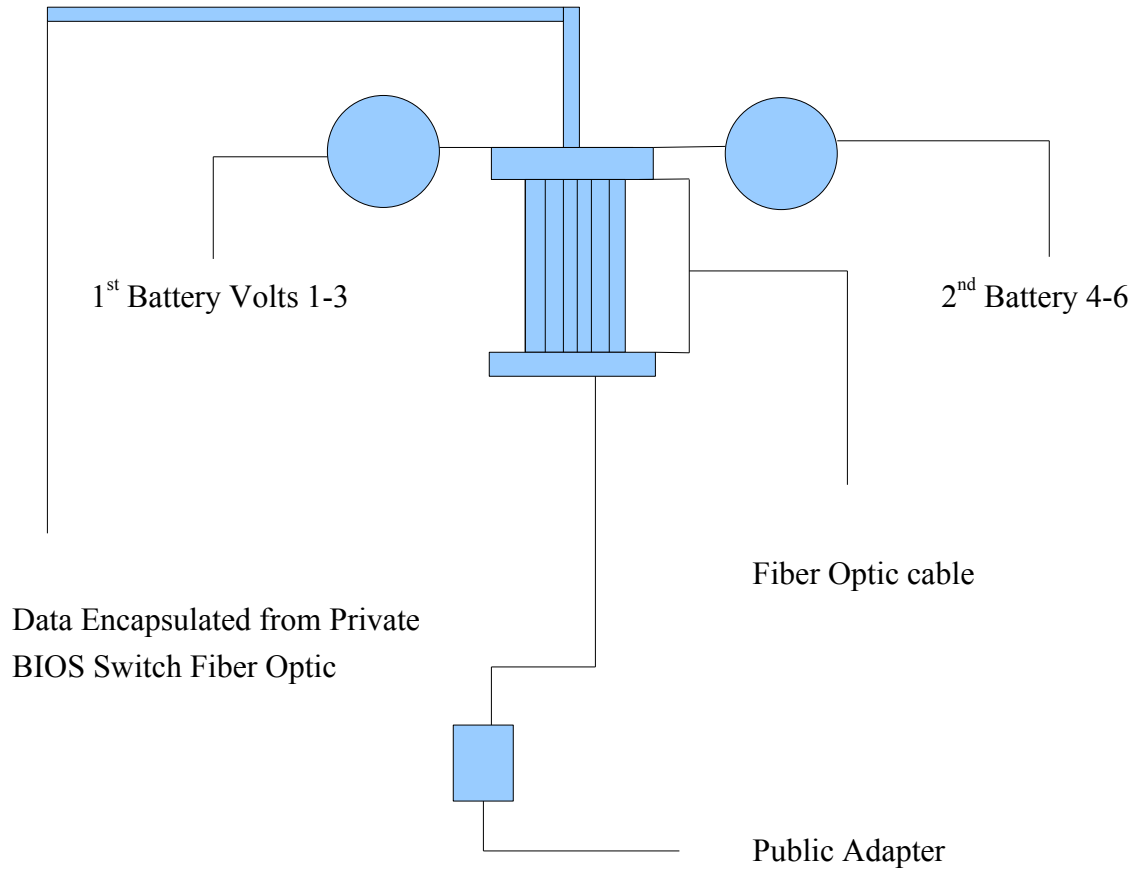 1st Battery Volts 1-3
2nd Battery 4-6
Fiber Optic cable
Data Encapsulated from Private
BIOS Switch Fiber Optic
Public Adapter